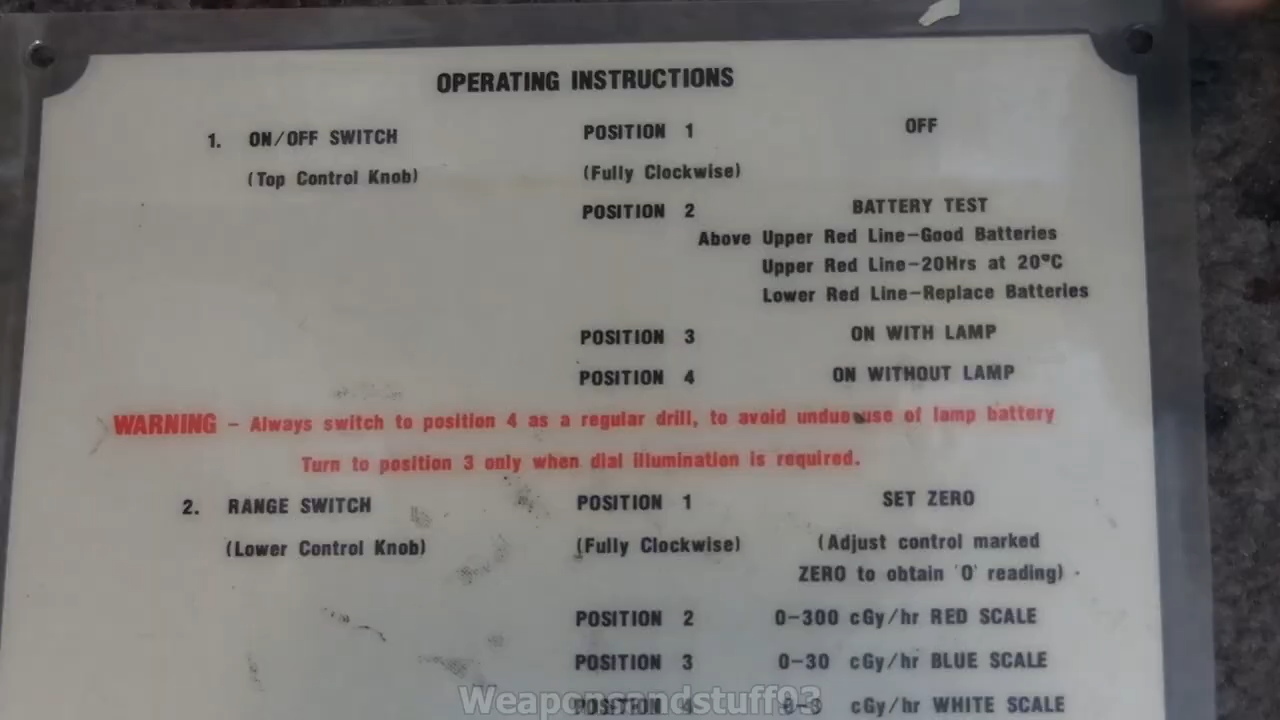 OPERATING INSTRUCTIONS
1. ON/OFF SWITCH POSITION 1 OFF
(Top Control Knob) (Fully Clockwise)
POSITION 2 BATTERY TEST
Above Upper Red Line-Good Batteries
Upper Red Line-20Hrs at 20°C
Lower Red Line-Replace Batteries
POSITION 3 ON WITH LAMP
POSITION 4 ON WITHOUT LAMP
WARNING - Always switch to position 4 as a regular drill, to avoid undue use of lamp battery
Turn to position 3 only when dial illumination is required.
2. RANGE SWITCH POSITION 1 SET ZERO
(Lower Control Knob) (Fully Clockwise) (Adjust control marked
ZERO to obtain '0' reading)
POSITION 2 0-300 cGy/hr RED SCALE
POSITION 3 0-30 cGy/hr BLUE SCALE
POSITION 4 0-3 cGy/hr WHITE SCALE
Weaponsandstuff93